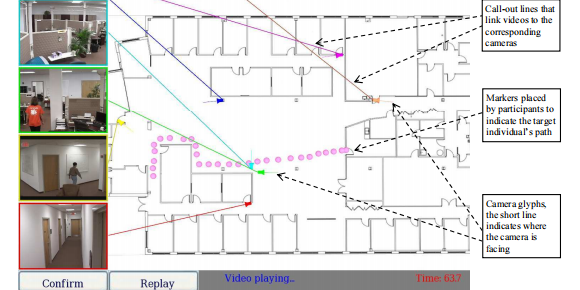 Call-out lines that
link videos to the
corresponding
cameras
Markers placed
by participants to
indicate the target
individual's path
Camera glyphs,
the short line
indicates where
the camera is
facing
Confirm
Replay
Video playing...
Time: 63.7